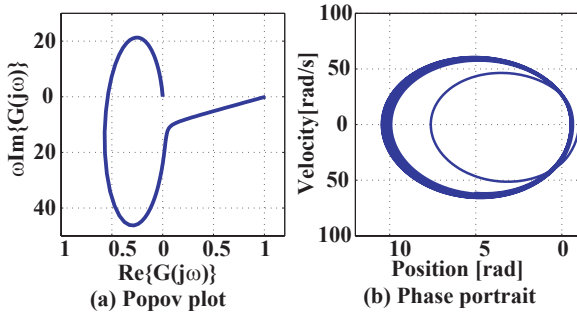 ωIm{G(jω)}
20
0
20
40
1
0.5
0
0.5
1
Re{G(jω)}
(a) Popov plot
Velocity[rad/s]
100
50
0
50
100
10
5
0
Position [rad]
(b) Phase portrait